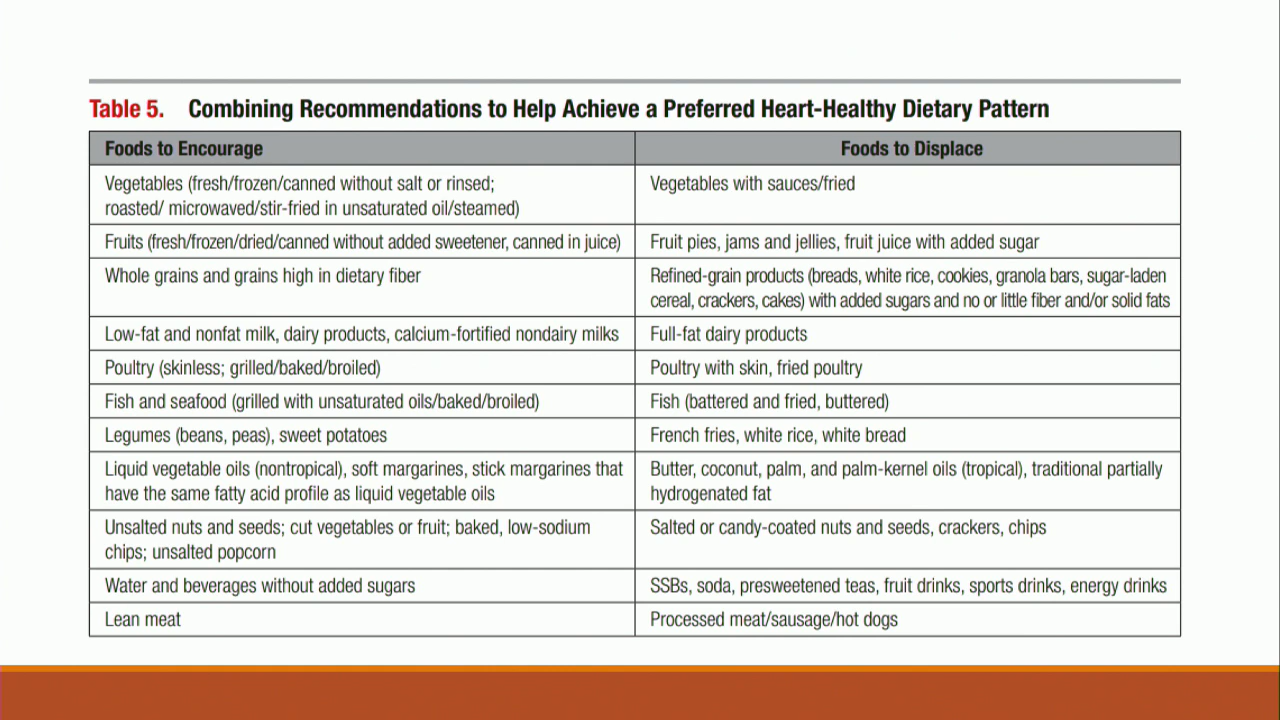 Table 5. Combining Recommendations to Help Achieve a Preferred Heart-Healthy Dietary Pattern
Foods to Encourage
Foods to Displace
Vegetables (fresh/frozen/canned without salt or rinsed;
roasted/ microwaved/stir-fried in unsaturated oil/steamed)
Vegetables with sauces/fried
Fruits (fresh/frozen/dried/canned without added sweetener, canned in juice)
Fruit pies, jams and jellies, fruit juice with added sugar
Whole grains and grains high in dietary fiber
Refined-grain products (breads, white rice, cookies, granola bars, sugar-laden
cereal, crackers, cakes) with added sugars and no or little fiber and/or solid fats
Low-fat and nonfat milk, dairy products, calcium-fortified nondairy milks
Full-fat dairy products
Poultry (skinless; grilled/baked/broiled)
Poultry with skin, fried poultry
Fish and seafood (grilled with unsaturated oils/baked/broiled)
Fish (battered and fried, buttered)
Legumes (beans, peas), sweet potatoes
French fries, white rice, white bread
Liquid vegetable oils (nontropical), soft margarines, stick margarines that
have the same fatty acid profile as liquid vegetable oils
Butter, coconut, palm, and palm-kernel oils (tropical), traditional partially
hydrogenated fat
Unsalted nuts and seeds; cut vegetables or fruit; baked, low-sodium
chips; unsalted popcorn
Salted or candy-coated nuts and seeds, crackers, chips
Water and beverages without added sugars
SSBs, soda, presweetened teas, fruit drinks, sports drinks, energy drinks
Lean meat
Processed meat/sausage/hot dogs